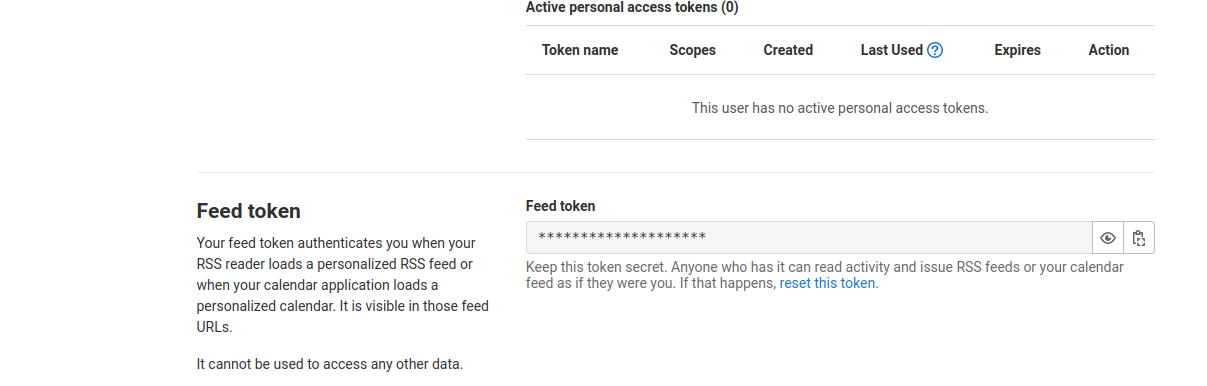 Active personal access tokens (0)
Token name Scopes Created Last Used Expires Action
This user has no active personal access tokens.
Feed token
Your feed token authenticates you when your
RSS reader loads a personalized RSS feed or
when your calendar application loads a
personalized calendar. It is visible in those feed
URLs.
It cannot be used to access any other data.
Feed token
********************
Keep this token secret. Anyone who has it can read activity and issue RSS feeds or your calendar
feed as if they were you. If that happens, reset this token.